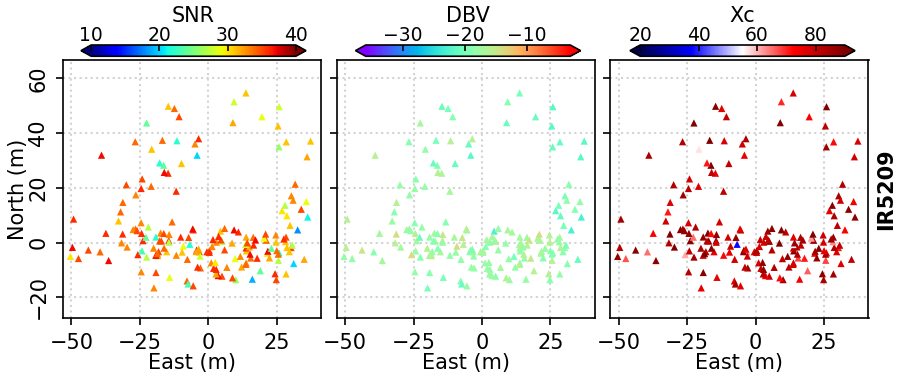 SNR DBV Xc
10 20 30 40 −30 −20 −10 20 40 60 80
60
40
20
0
−20
North (m)
IR5209
−50 −25 0 25 −50 −25 0 25 −50 −25 0 25
East (m) East (m) East (m)